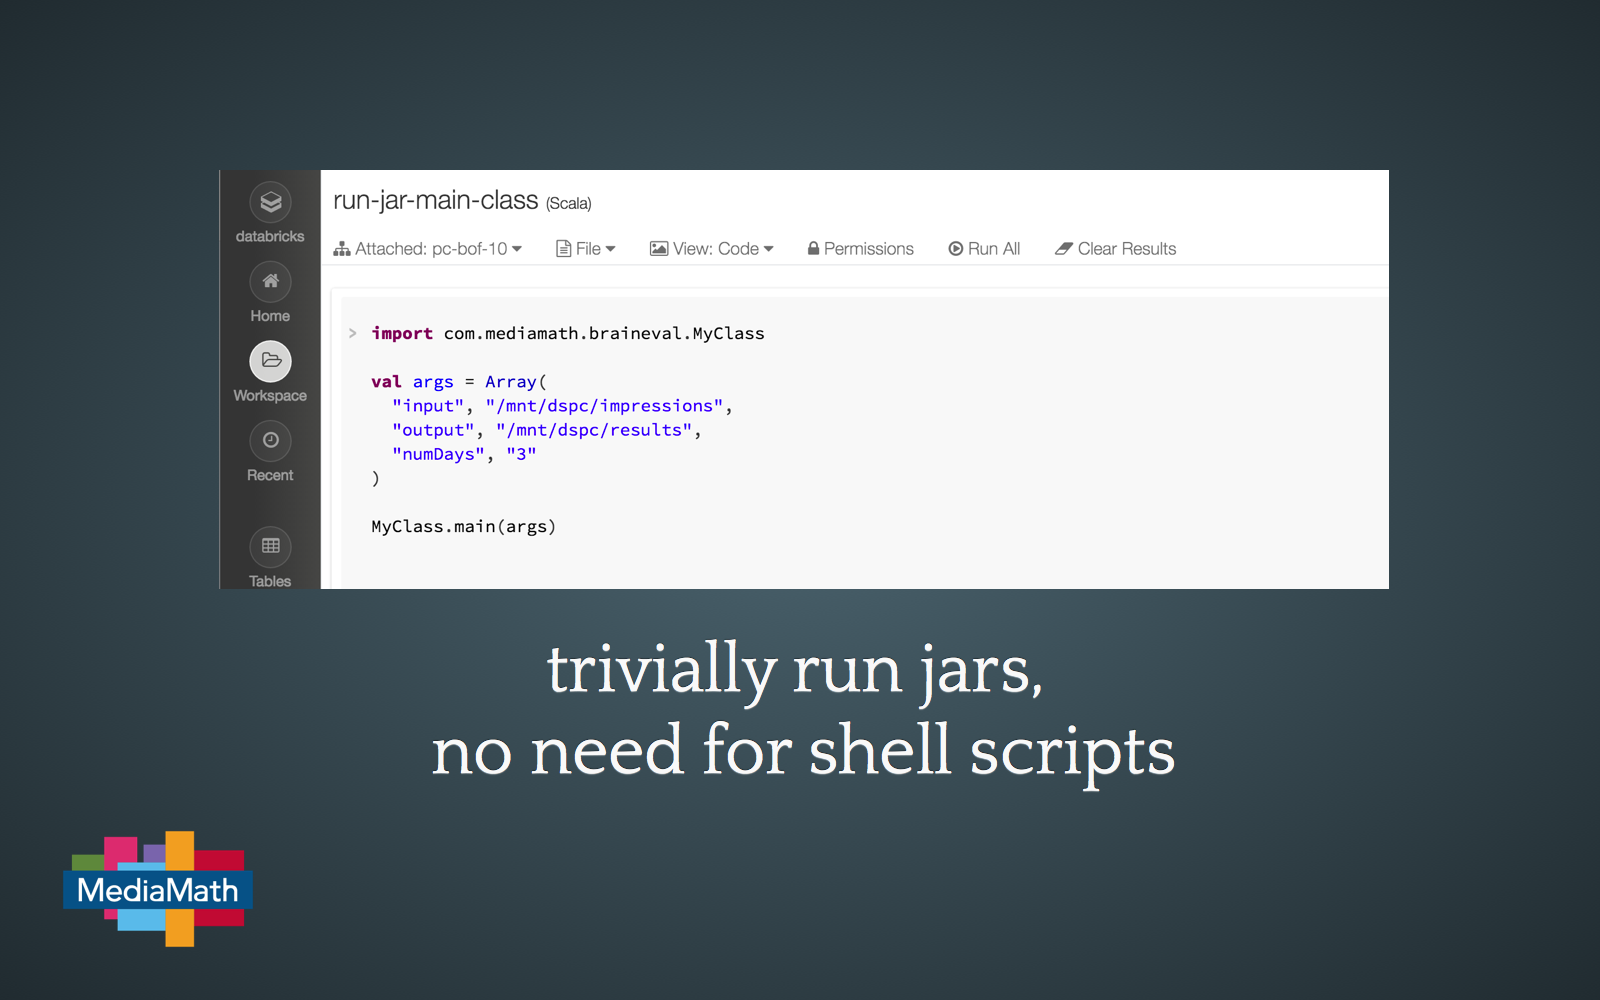 databricks
Home
Workspace
Recent
Tables
run-jar-main-class (Scala)
Attached: pc-bof-10 File View: Code Permissions Run All Clear Results
> import com.mediamath.braineval.MyClass
val args = Array(
"input", "/mnt/dspc/impressions",
"output", "/mnt/dspc/results",
"numDays", "3"
)
MyClass.main(args)
trivially run jars,
no need for shell scripts
MediaMath